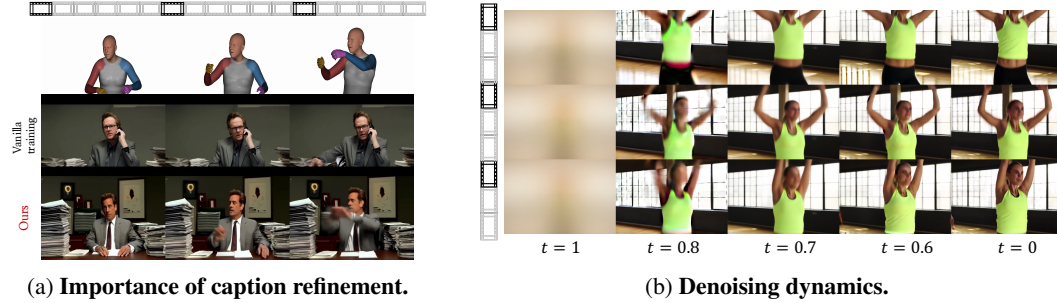 Vanilla
training
Ours
(a) Importance of caption refinement.
t = 1
t = 0.8
t = 0.7
t = 0.6
t = 0
(b) Denoising dynamics.